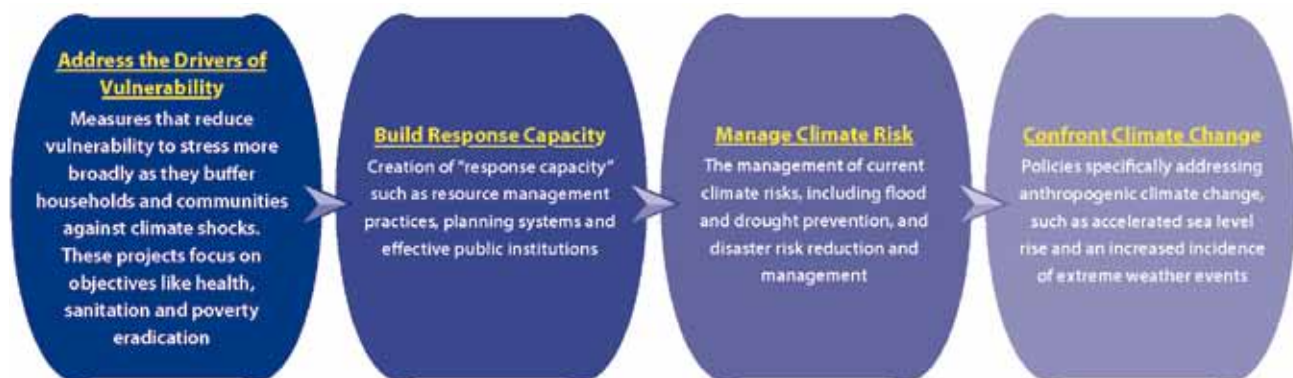 Address the Drivers of
Vulnerability
Measures that reduce
vulnerability to stress more
broadly as they buffer
households and communities
against climate shocks.
These projects focus on
objectives like health,
sanitation and poverty
eradication
Build Response Capacity
Creation of "response capacity"
such as resource management
practices, planning systems and
effective public institutions
Manage Climate Risk
The management of current
climate risks, including flood
and drought prevention, and
disaster risk reduction and
management
Confront Climate Change
Policies specifically addressing
anthropogenic climate change,
such as accelerated sea level
rise and an increased incidence
of extreme weather events